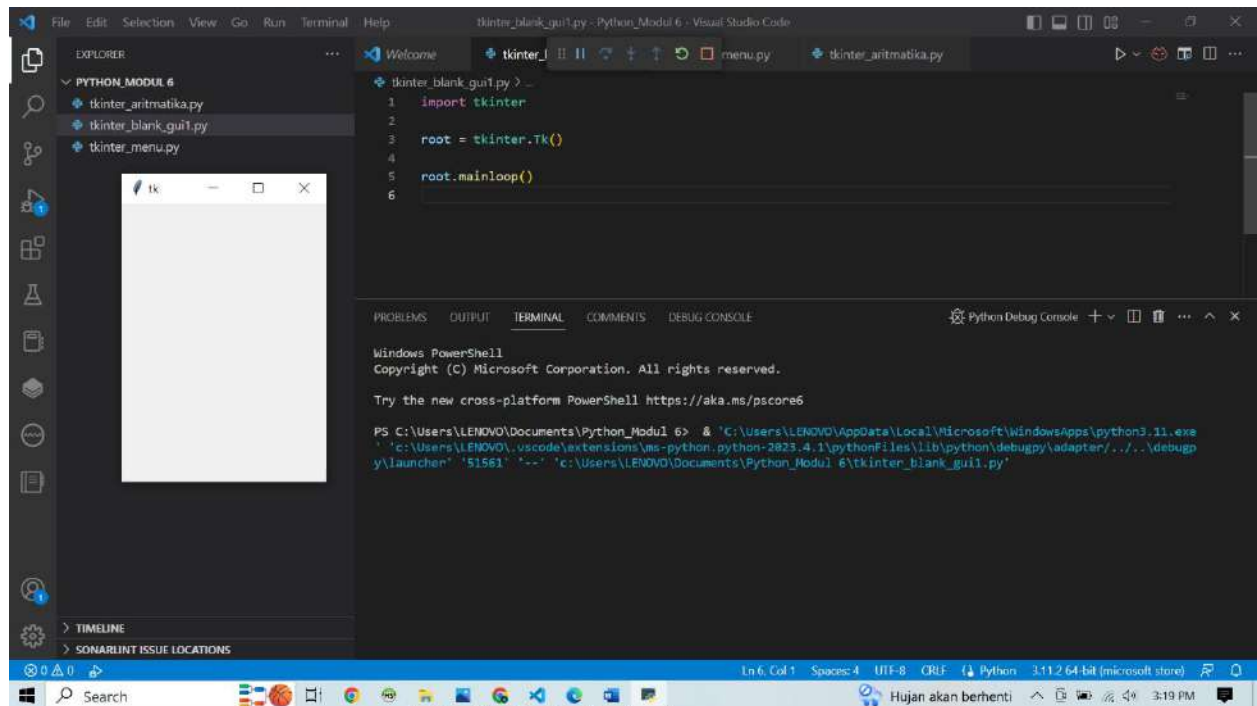 File Edit Selection View Go Run Terminal Help
tkinter_blank_gui1.py - Python_Modul 6 - Visual Studio Code
EXPLORER
PYTHON_MODUL 6
tkinter_aritmatika.py
tkinter_blank_gui1.py
tkinter_menu.py
tk
TIMELINE
SONARLINT ISSUE LOCATIONS
Welcome tkinter_l menu.py tkinter_aritmatika.py
tkinter_blank_gui1.py > ...
1 import tkinter
2
3 root = tkinter.Tk()
4
5 root.mainloop()
6
PROBLEMS OUTPUT TERMINAL COMMENTS DEBUG CONSOLE
Python Debug Console
Windows PowerShell
Copyright (C) Microsoft Corporation. All rights reserved.
Try the new cross-platform PowerShell https://aka.ms/pscore6
PS C:\Users\LENOVO\Documents\Python_Modul 6> & 'C:\Users\LENOVO\AppData\Local\Microsoft\WindowsApps\python3.11.exe
' 'c:\Users\LENOVO\.vscode\extensions\ms-python.python-2023.4.1\pythonFiles\lib\python\debugpy\adapter/../..\debugp
y\launcher' '51561' '--' 'c:\Users\LENOVO\Documents\Python_Modul 6\tkinter_blank_gui1.py'
0 0
Ln 6, Col 1 Spaces: 4 UTF-8 CRLF Python 3.11.2 64-bit (microsoft store)
Search
Hujan akan berhenti 3:19 PM